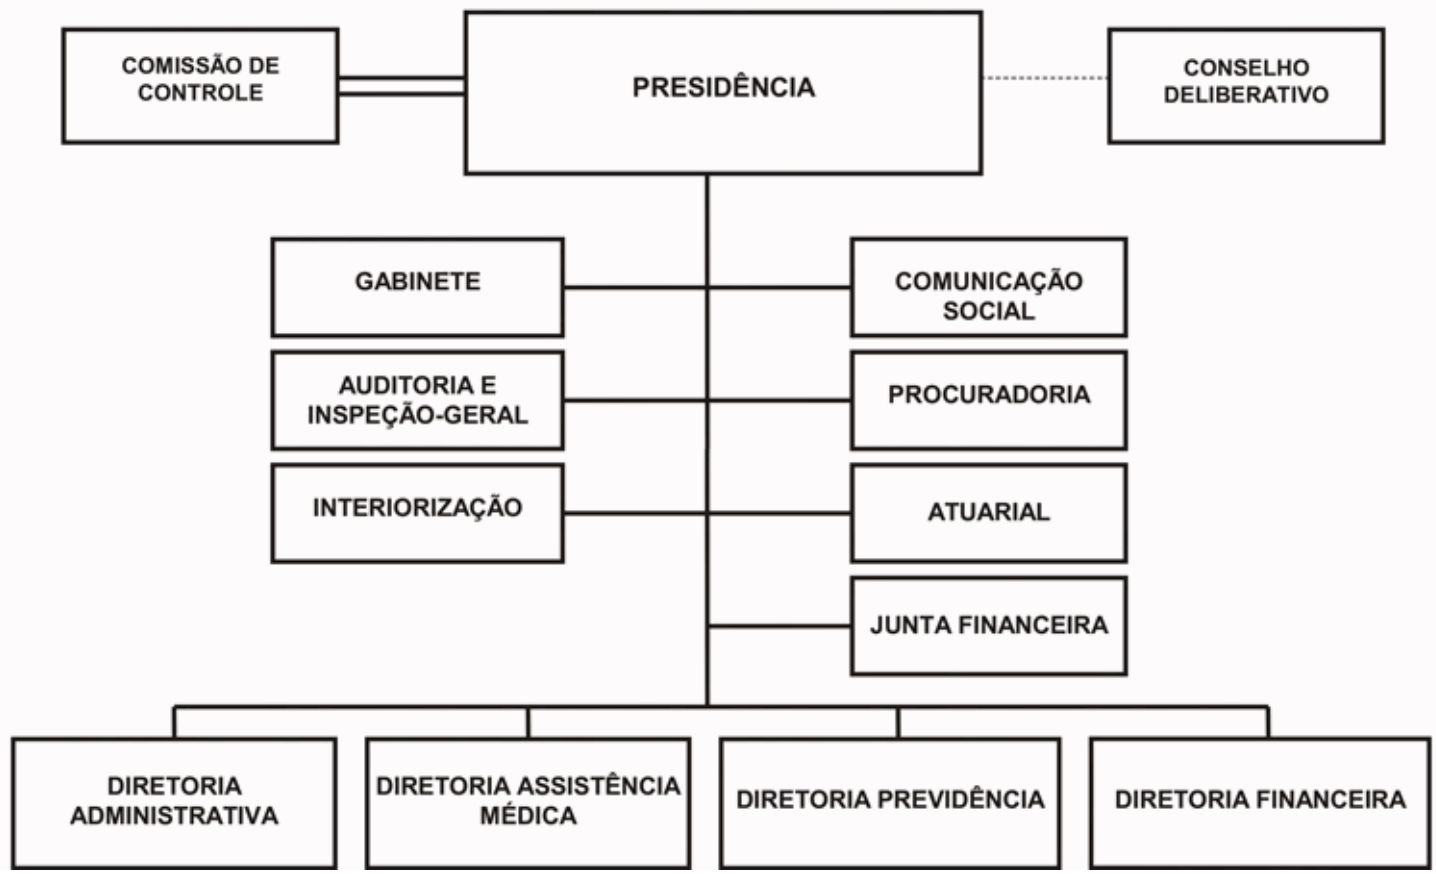 COMISSÃO DE
CONTROLE
PRESIDÊNCIA
CONSELHO
DELIBERATIVO
GABINETE
COMUNICAÇÃO
SOCIAL
AUDITORIA E
INSPEÇÃO-GERAL
PROCURADORIA
INTERIORIZAÇÃO
ATUARIAL
JUNTA FINANCEIRA
DIRETORIA
ADMINISTRATIVA
DIRETORIA ASSISTÊNCIA
MÉDICA
DIRETORIA PREVIDÊNCIA
DIRETORIA FINANCEIRA